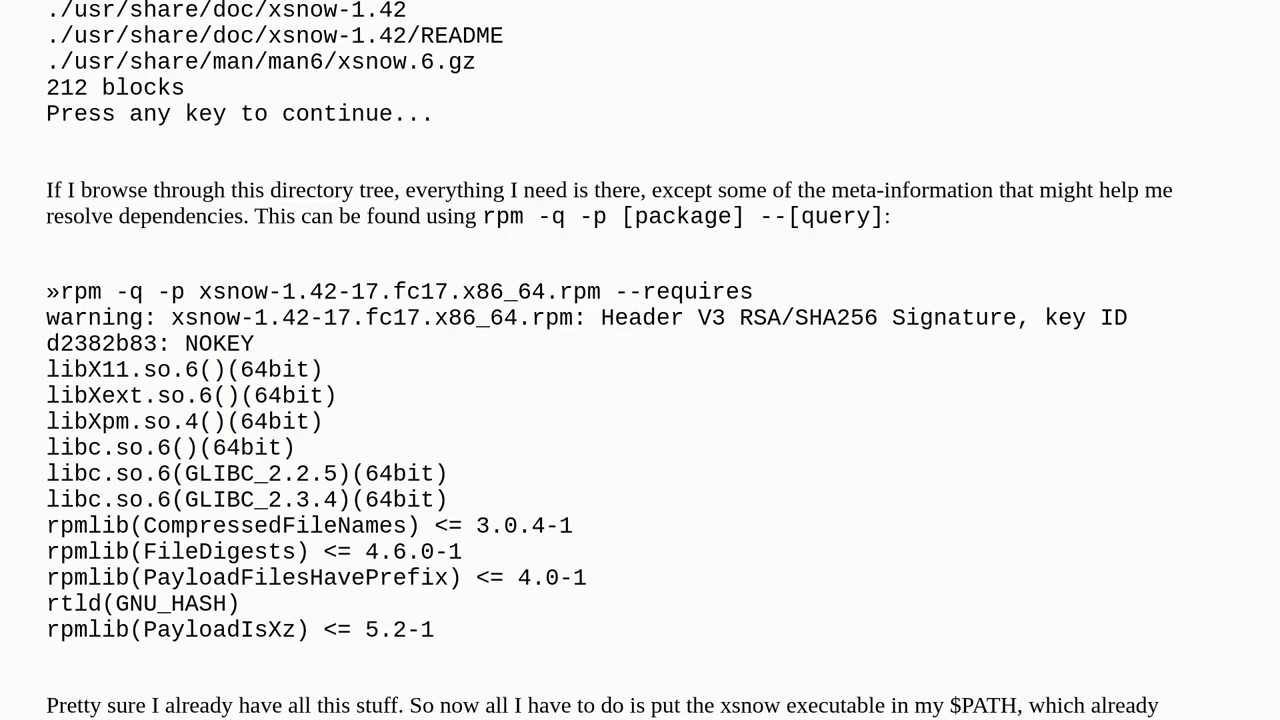 ./usr/share/doc/xsnow-1.42
./usr/share/doc/xsnow-1.42/README
./usr/share/man/man6/xsnow.6.gz
212 blocks
Press any key to continue...
If I browse through this directory tree, everything I need is there, except some of the meta-information that might help me
resolve dependencies. This can be found using rpm -q -p [package] --[query]:
»rpm -q -p xsnow-1.42-17.fc17.x86_64.rpm --requires
warning: xsnow-1.42-17.fc17.x86_64.rpm: Header V3 RSA/SHA256 Signature, key ID
d2382b83: NOKEY
libX11.so.6()(64bit)
libXext.so.6()(64bit)
libXpm.so.4()(64bit)
libc.so.6()(64bit)
libc.so.6(GLIBC_2.2.5)(64bit)
libc.so.6(GLIBC_2.3.4)(64bit)
rpmlib(CompressedFileNames) <= 3.0.4-1
rpmlib(FileDigests) <= 4.6.0-1
rpmlib(PayloadFilesHavePrefix) <= 4.0-1
rtld(GNU_HASH)
rpmlib(PayloadIsXz) <= 5.2-1
Pretty sure I already have all this stuff. So now all I have to do is put the xsnow executable in my $PATH, which already